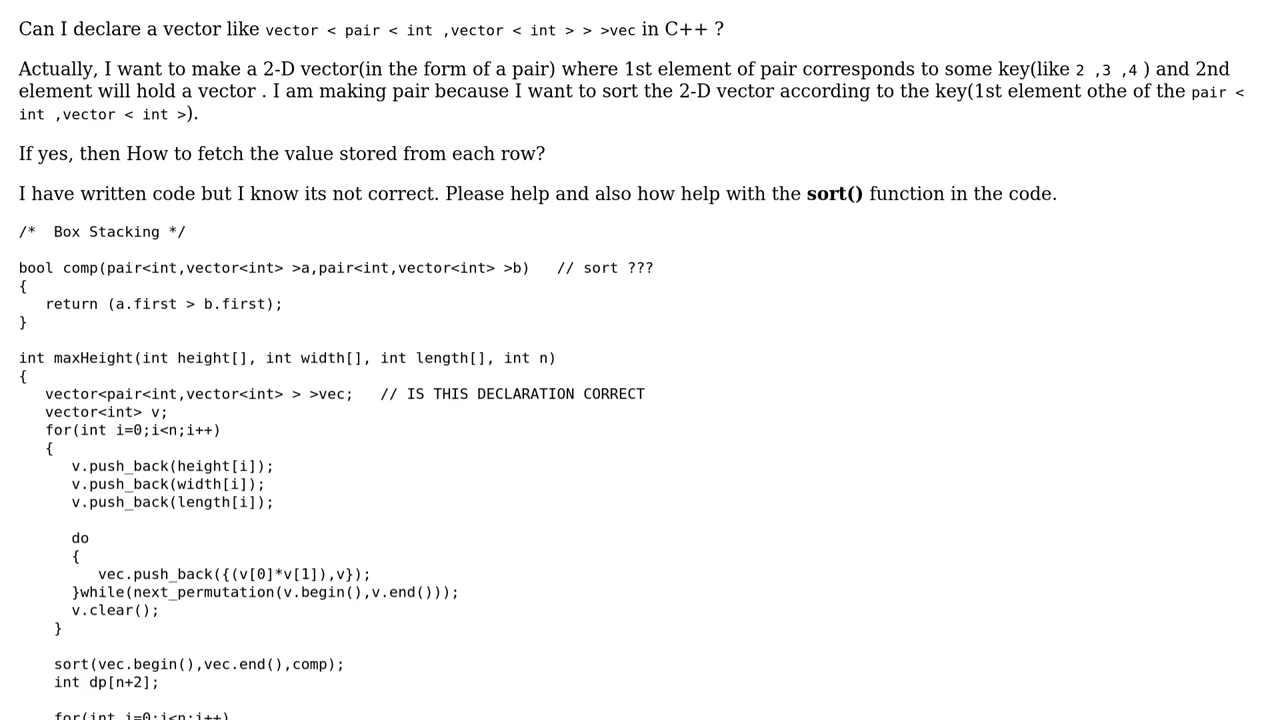 Can I declare a vector like vector < pair < int ,vector < int > > >vec in C++ ?
Actually, I want to make a 2-D vector(in the form of a pair) where 1st element of pair corresponds to some key(like 2 ,3 ,4 ) and 2nd
element will hold a vector . I am making pair because I want to sort the 2-D vector according to the key(1st element othe of the pair <
int ,vector < int >).
If yes, then How to fetch the value stored from each row?
I have written code but I know its not correct. Please help and also how help with the sort() function in the code.
/*  Box Stacking */
bool comp(pair<int,vector<int> >a,pair<int,vector<int> >b)   // sort ???
{
   return (a.first > b.first);
}
int maxHeight(int height[], int width[], int length[], int n)
{
   vector<pair<int,vector<int> > >vec;   // IS THIS DECLARATION CORRECT
   vector<int> v;
   for(int i=0;i<n;i++)
   {
      v.push_back(height[i]);
      v.push_back(width[i]);
      v.push_back(length[i]);
      do
      {
         vec.push_back({(v[0]*v[1]),v});
      }while(next_permutation(v.begin(),v.end()));
      v.clear();
    }
    sort(vec.begin(),vec.end(),comp);
    int dp[n+2];
    for(int i=0;i<n;i++)